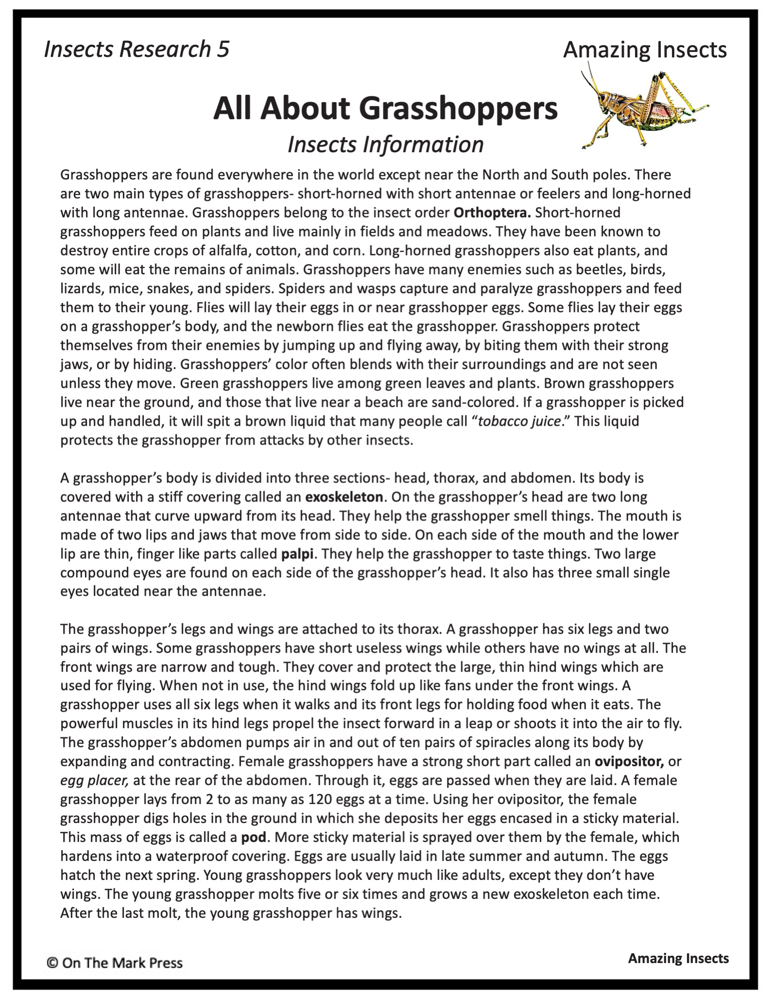 Insects Research 5
Amazing Insects
All About Grasshoppers
Insects Information
Grasshoppers are found everywhere in the world except near the North and South poles. There
are two main types of grasshoppers- short-horned with short antennae or feelers and long-horned
with long antennae. Grasshoppers belong to the insect order Orthoptera. Short-horned
grasshoppers feed on plants and live mainly in fields and meadows. They have been known to
destroy entire crops of alfalfa, cotton, and corn. Long-horned grasshoppers also eat plants, and
some will eat the remains of animals. Grasshoppers have many enemies such as beetles, birds,
lizards, mice, snakes, and spiders. Spiders and wasps capture and paralyze grasshoppers and feed
them to their young. Flies will lay their eggs in or near grasshopper eggs. Some flies lay their eggs
on a grasshopper’s body, and the newborn flies eat the grasshopper. Grasshoppers protect
themselves from their enemies by jumping up and flying away, by biting them with their strong
jaws, or by hiding. Grasshoppers’ color often blends with their surroundings and are not seen
unless they move. Green grasshoppers live among green leaves and plants. Brown grasshoppers
live near the ground, and those that live near a beach are sand-colored. If a grasshopper is picked
up and handled, it will spit a brown liquid that many people call “tobacco juice.” This liquid
protects the grasshopper from attacks by other insects.
A grasshopper’s body is divided into three sections- head, thorax, and abdomen. Its body is
covered with a stiff covering called an exoskeleton. On the grasshopper’s head are two long
antennae that curve upward from its head. They help the grasshopper smell things. The mouth is
made of two lips and jaws that move from side to side. On each side of the mouth and the lower
lip are thin, finger like parts called palpi. They help the grasshopper to taste things. Two large
compound eyes are found on each side of the grasshopper’s head. It also has three small single
eyes located near the antennae.
The grasshopper’s legs and wings are attached to its thorax. A grasshopper has six legs and two
pairs of wings. Some grasshoppers have short useless wings while others have no wings at all. The
front wings are narrow and tough. They cover and protect the large, thin hind wings which are
used for flying. When not in use, the hind wings fold up like fans under the front wings. A
grasshopper uses all six legs when it walks and its front legs for holding food when it eats. The
powerful muscles in its hind legs propel the insect forward in a leap or shoots it into the air to fly.
The grasshopper’s abdomen pumps air in and out of ten pairs of spiracles along its body by
expanding and contracting. Female grasshoppers have a strong short part called an ovipositor, or
egg placer, at the rear of the abdomen. Through it, eggs are passed when they are laid. A female
grasshopper lays from 2 to as many as 120 eggs at a time. Using her ovipositor, the female
grasshopper digs holes in the ground in which she deposits her eggs encased in a sticky material.
This mass of eggs is called a pod. More sticky material is sprayed over them by the female, which
hardens into a waterproof covering. Eggs are usually laid in late summer and autumn. The eggs
hatch the next spring. Young grasshoppers look very much like adults, except they don’t have
wings. The young grasshopper molts five or six times and grows a new exoskeleton each time.
After the last molt, the young grasshopper has wings.
© On The Mark Press
Amazing Insects